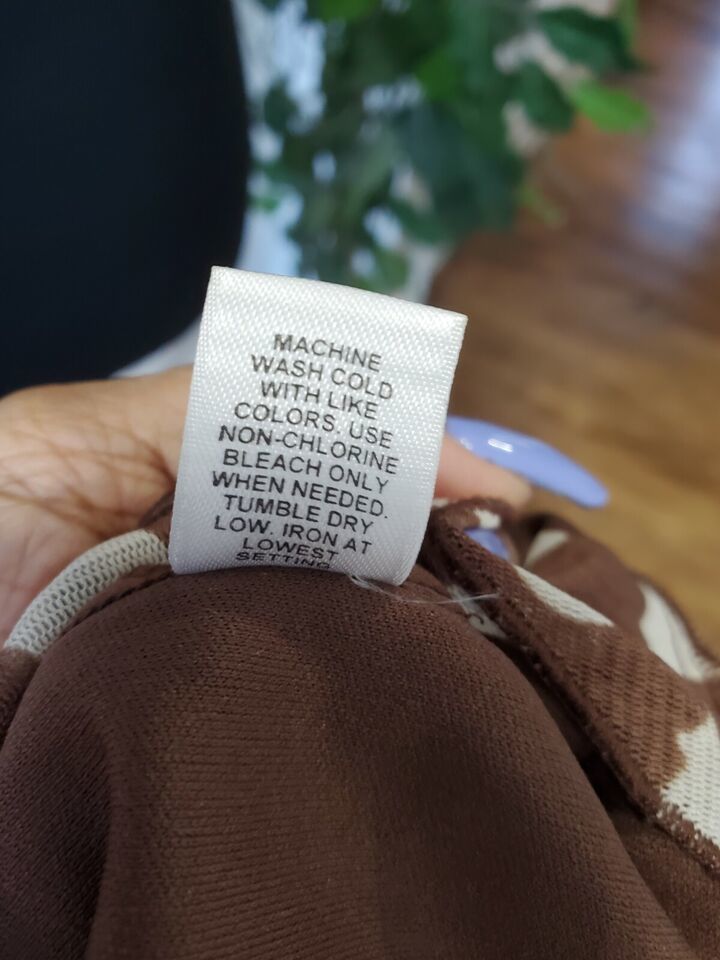 MACHINE
WASH COLD
WITH LIKE
COLORS. USE
NON-CHLORINE
BLEACH ONLY
WHEN NEEDED.
TUMBLE DRY
LOW. IRON AT
LOWEST
SETTING